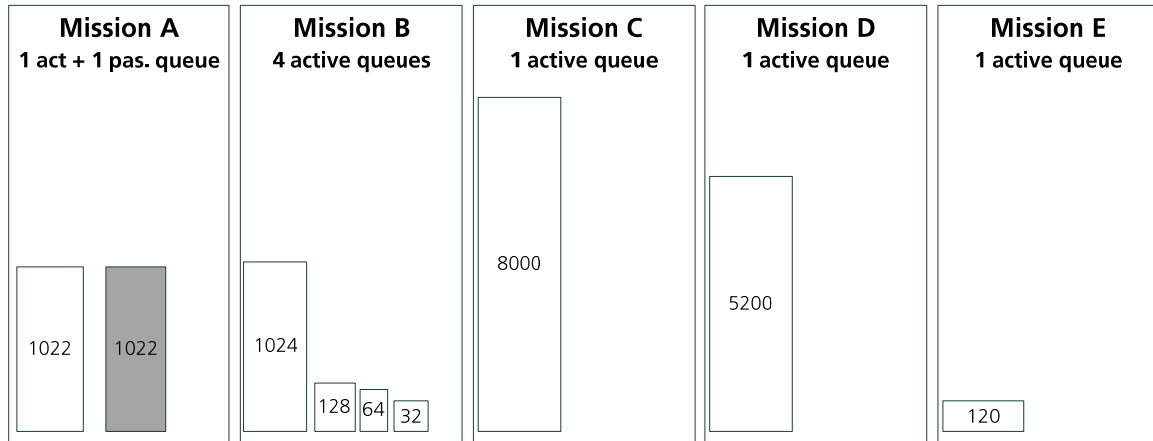 Mission A
1 act + 1 pas. queue
1022
1022
Mission B
4 active queues
1024
128
64
32
Mission C
1 active queue
8000
Mission D
1 active queue
5200
Mission E
1 active queue
120